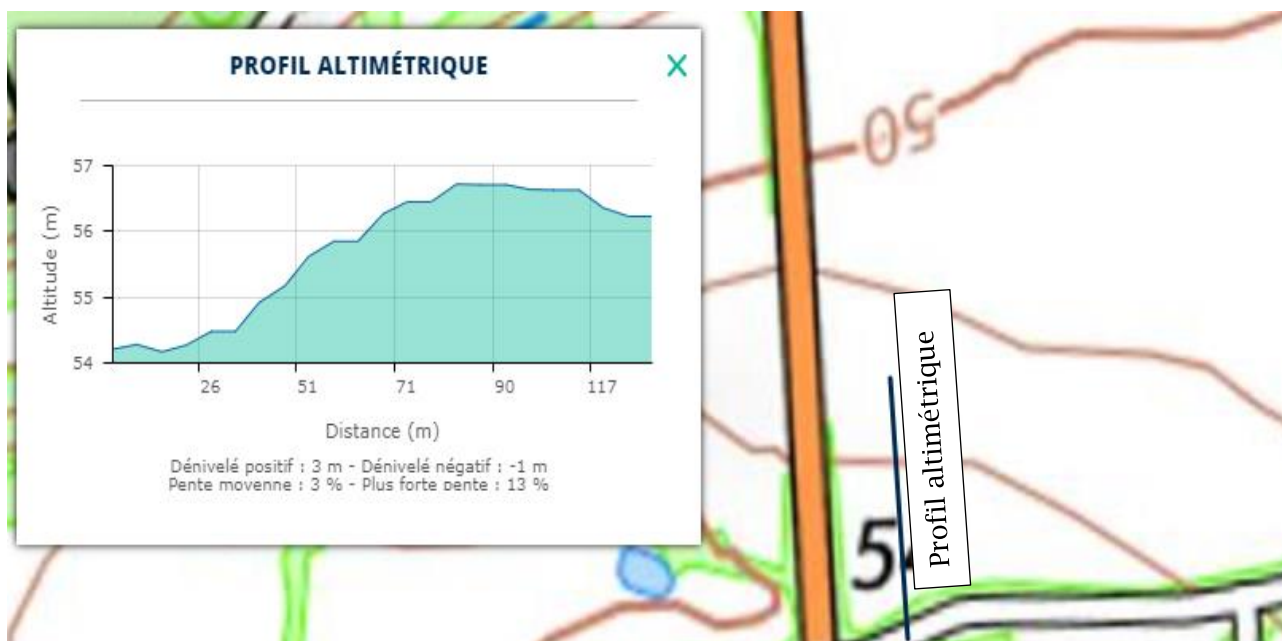 PROFIL ALTIMÉTRIQUE
X
57
56
55
54
Altitude (m)
26 51 71 90 117
Distance (m)
Dénivelé positif : 3 m - Dénivelé négatif : -1 m
Pente moyenne : 3 % - Plus forte pente : 13 %
50
Profil altimétrique